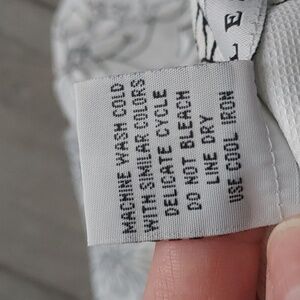 MACHINE WASH COLD
WITH SIMILAR COLORS
DELICATE CYCLE
DO NOT BLEACH
LINE DRY
USE COOL IRON